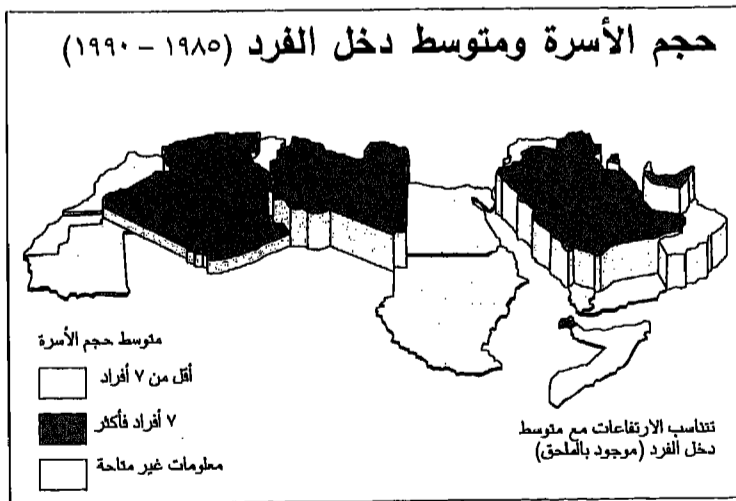 حجم الأسرة ومتوسط دخل الفرد (١٩٨٥ – ١٩٩٠)
متوسط حجم الأسرة
أقل من ٧ أفراد
٧ أفراد فأكثر
معلومات غير متاحة
تتناسب الارتفاعات مع متوسط
دخل الفرد (موجود بالملحق)